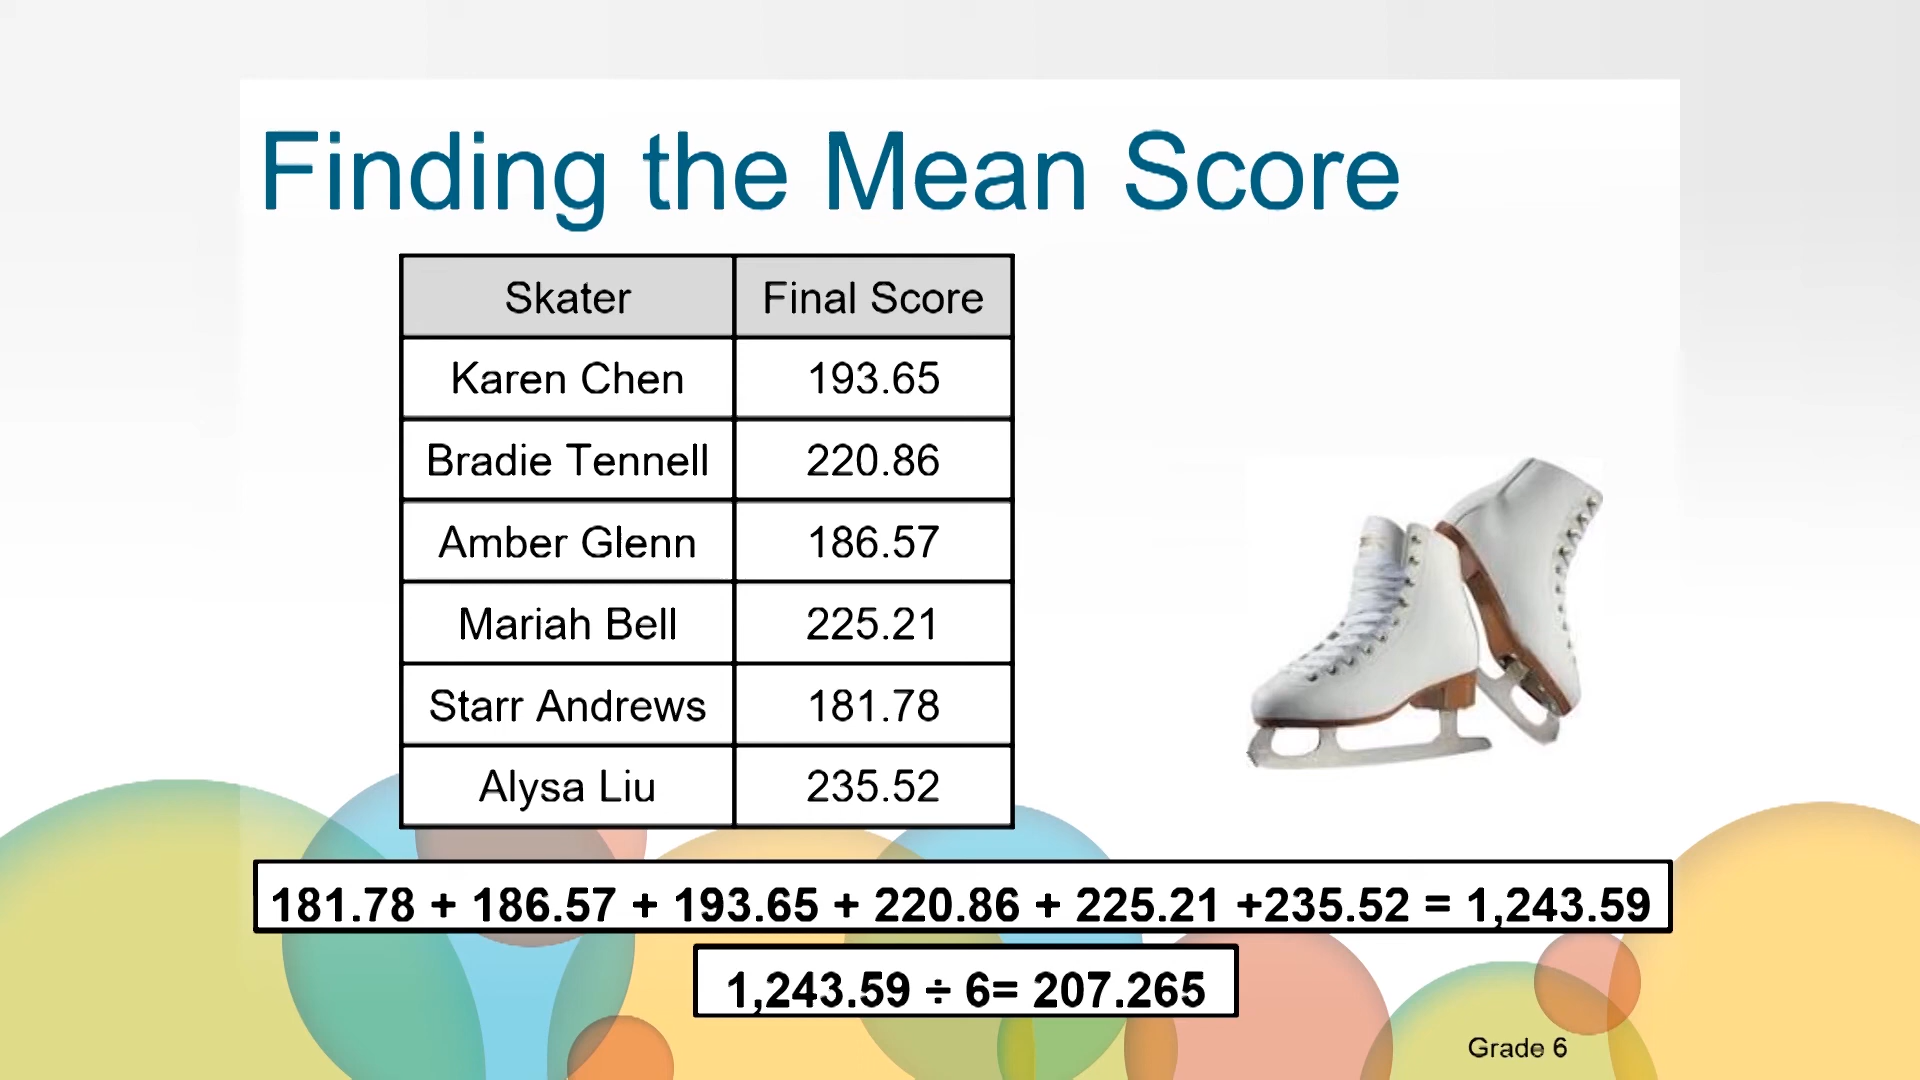 Finding the Mean Score
Skater Final Score
Karen Chen 193.65
Bradie Tennell 220.86
Amber Glenn 186.57
Mariah Bell 225.21
Starr Andrews 181.78
Alysa Liu 235.52
181.78 + 186.57 + 193.65 + 220.86 + 225.21 +235.52 = 1,243.59
1,243.59 ÷ 6= 207.265
Grade 6